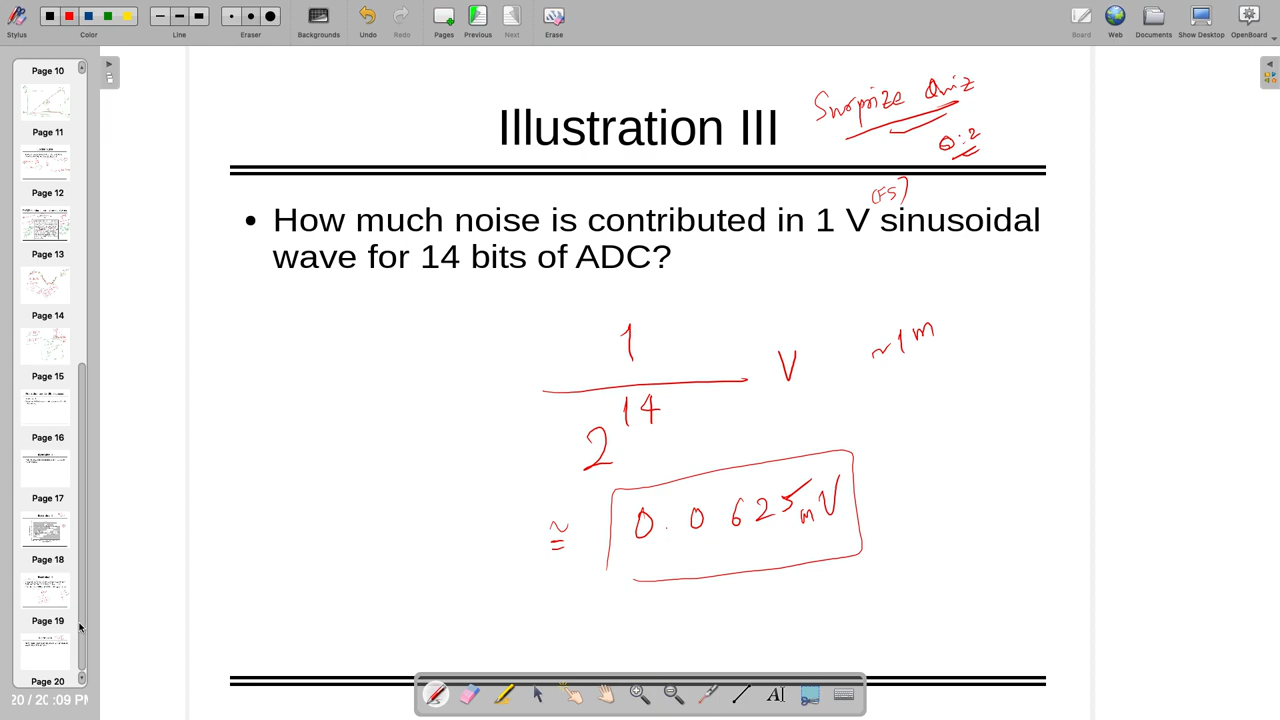 Stylus
Color
Line
Eraser
Backgrounds
Undo
Redo
Pages
Previous
Next
Erase
Board
Web
Documents
Show Desktop
OpenBoard
Page 10
Page 11
Page 12
Page 13
Page 14
Page 15
Page 16
Page 17
Page 18
Page 19
Page 20
Surprize Quiz
Q:2
Illustration III
(FS)
• How much noise is contributed in 1 V sinusoidal
wave for 14 bits of ADC?
1
2^14 V
~1 m
≅ 0.0625 mV